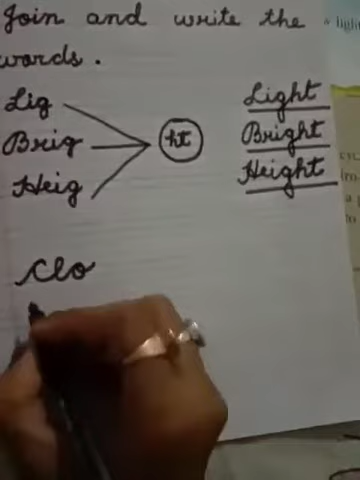 Join and write the
words.
Lig
Brig
Heig
ht
Light
Bright
Height
Clo